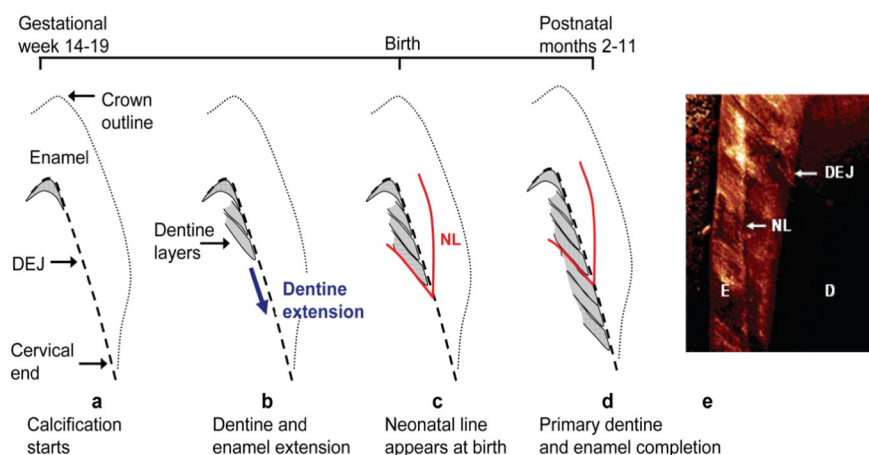 Gestational
week 14-19
Birth
Postnatal
months 2-11
Crown
outline
Enamel
DEJ
Cervical
end
Dentine
layers
Dentine
extension
NL
DEJ
NL
E
D
a
Calcification
starts
b
Dentine and
enamel extension
c
Neonatal line
appears at birth
d
Primary dentine
and enamel completion
e